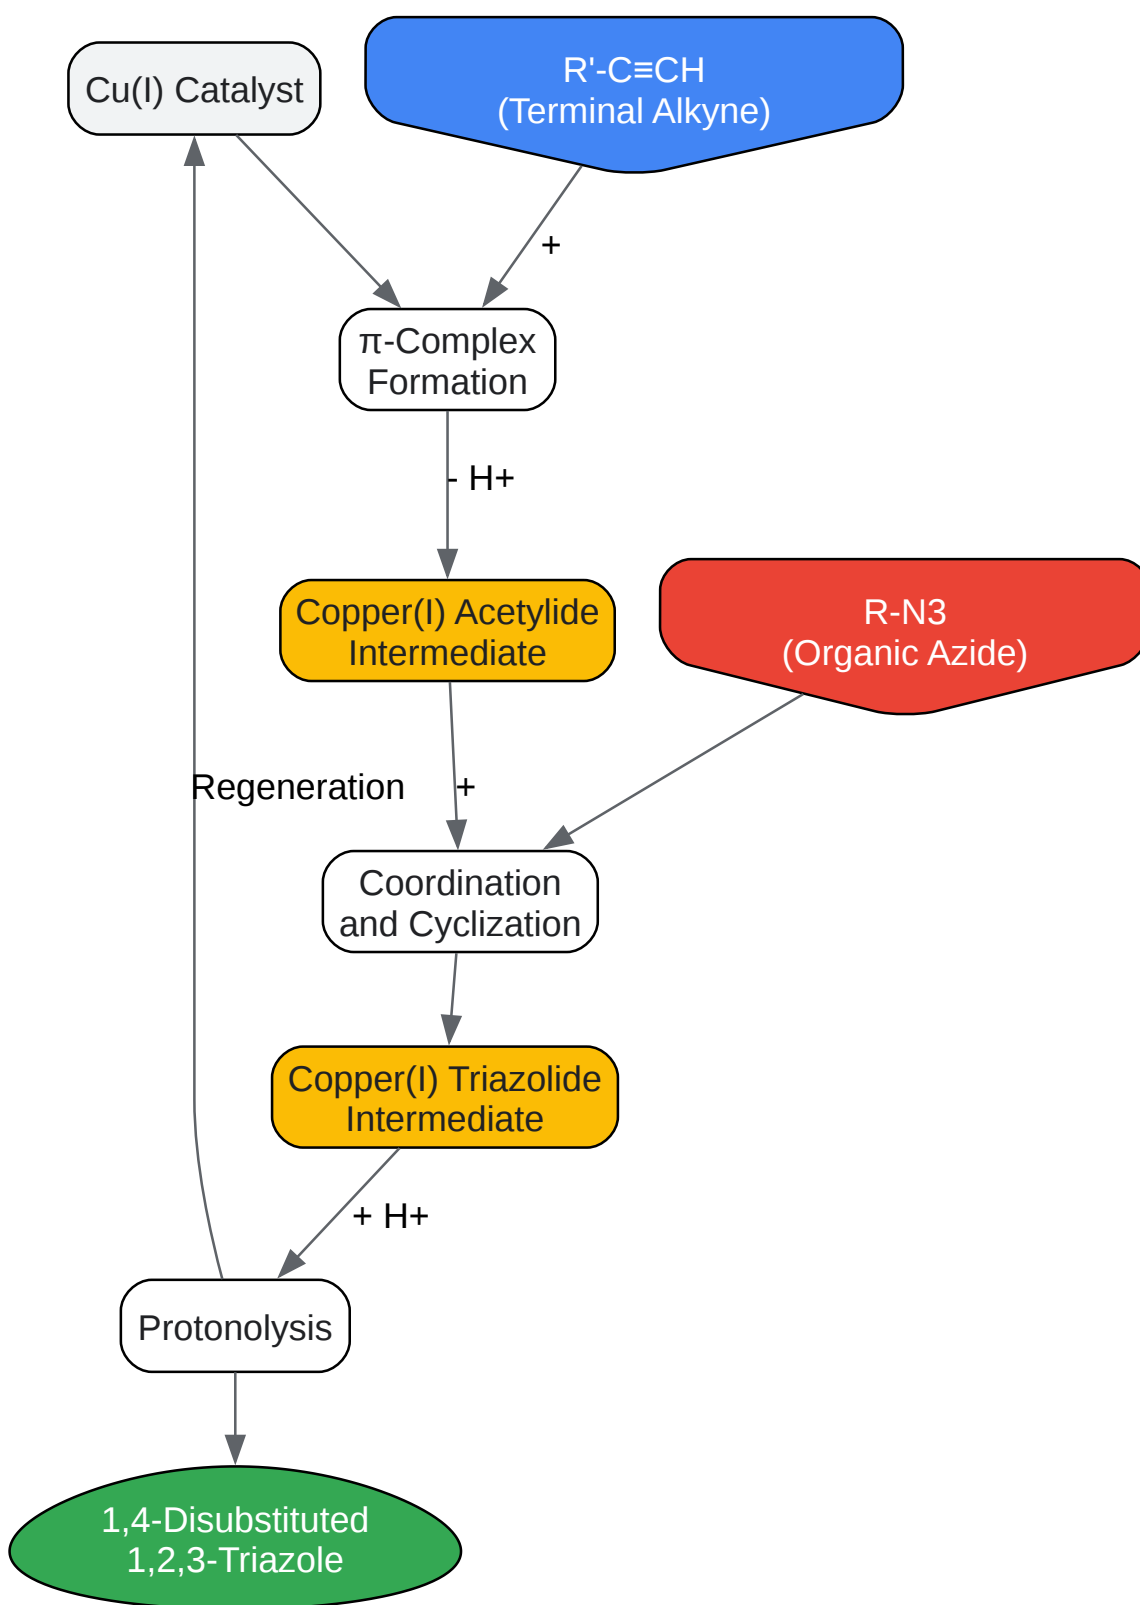 Cu(I) Catalyst
R'-C≡CH
(Terminal Alkyne)
+
π-Complex
Formation
- H+
Copper(I) Acetylide
Intermediate
R-N3
(Organic Azide)
Regeneration
+
Coordination
and Cyclization
Copper(I) Triazolide
Intermediate
+ H+
Protonolysis
1,4-Disubstituted
1,2,3-Triazole